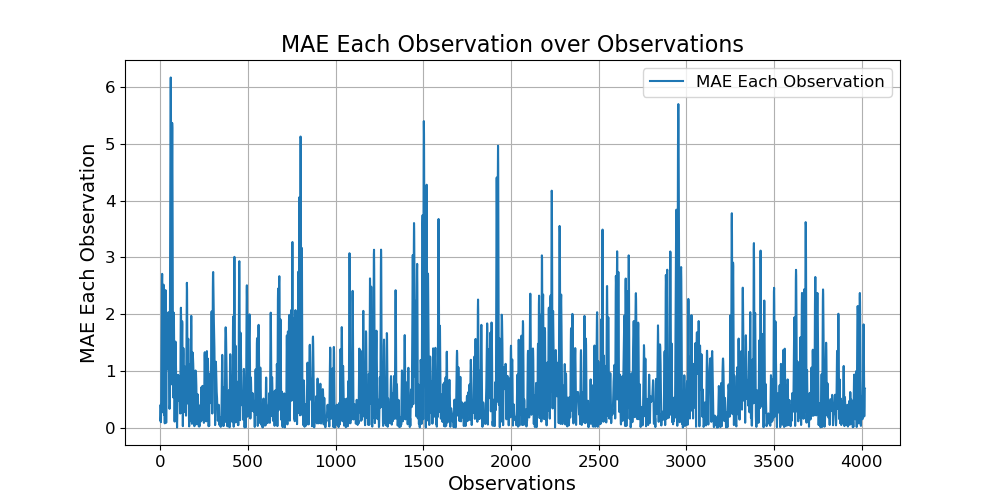 MAE Each Observation over Observations
MAE Each Observation
MAE Each Observation
6
5
4
3
2
1
0
0 500 1000 1500 2000 2500 3000 3500 4000
Observations